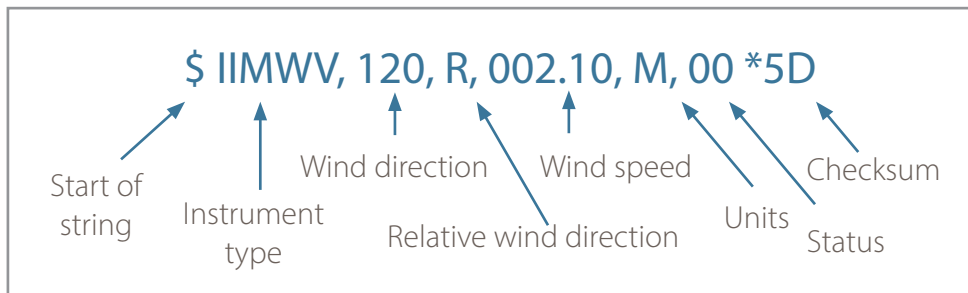 $ IIMWV, 120, R, 002.10, M, 00 *5D
Wind direction
Wind speed
Checksum
Start of
string
Instrument
type
Relative wind direction
Units
Status